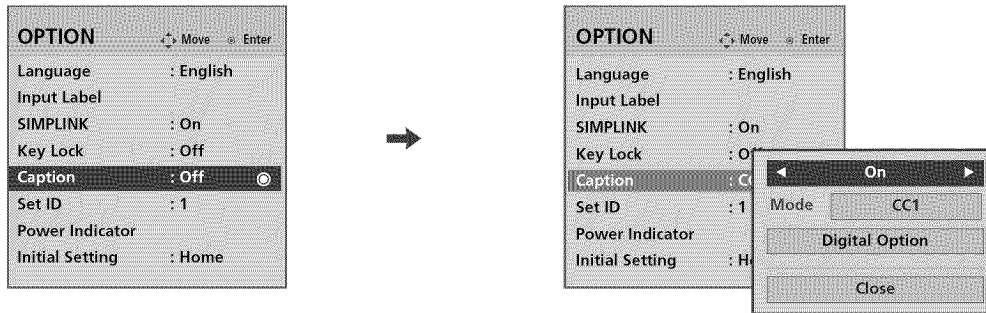 OPTION Move Enter
Language : English
Input Label
SIMPLINK : On
Key Lock : Off
Caption : Off
Set ID : 1
Power Indicator
Initial Setting : Home
OPTION Move Enter
Language : English
Input Label
SIMPLINK : On
Key Lock : Of
Caption : C
Set ID : 1
Power Indicator
Initial Setting : H
On
Mode CC1
Digital Option
Close